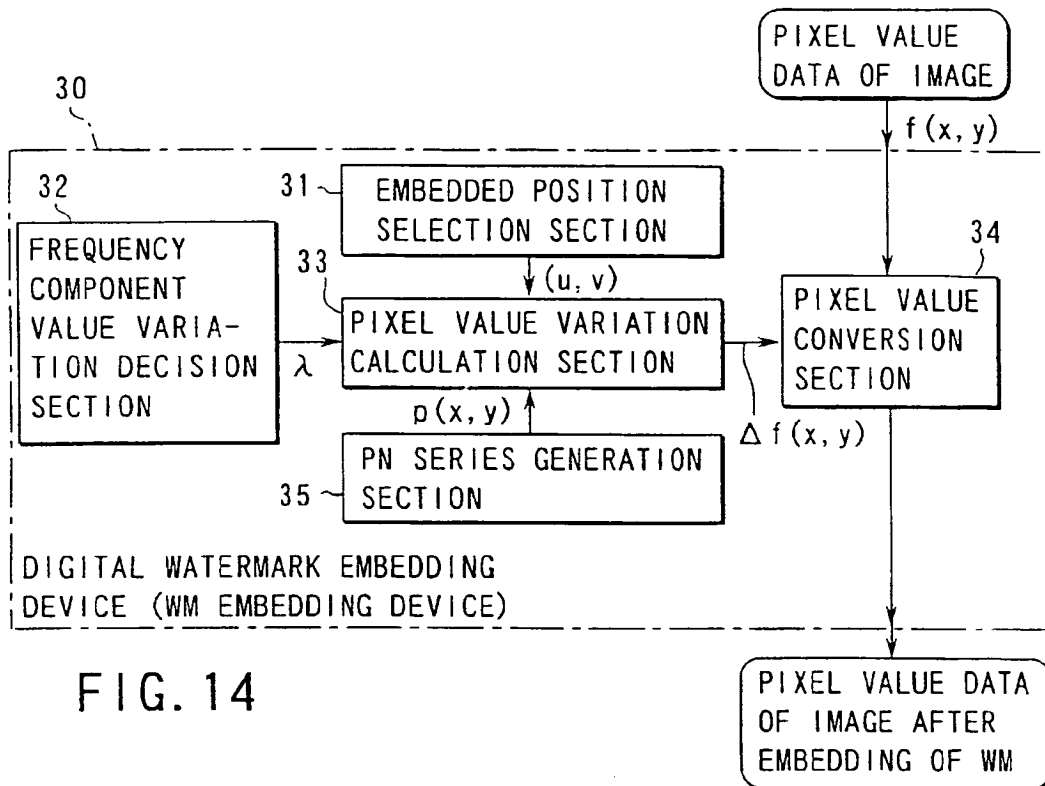 PIXEL VALUE
DATA OF IMAGE
30
f(x, y)
32
FREQUENCY
COMPONENT
VALUE VARIA-
TION DECISION
SECTION
31
EMBEDDED POSITION
SELECTION SECTION
34
33
(u, v)
PIXEL VALUE VARIATION
CALCULATION SECTION
PIXEL VALUE
CONVERSION
SECTION
λ
p(x, y)
Δ f(x, y)
35
PN SERIES GENERATION
SECTION
DIGITAL WATERMARK EMBEDDING
DEVICE (WM EMBEDDING DEVICE)
FIG. 14
PIXEL VALUE DATA
OF IMAGE AFTER
EMBEDDING OF WM